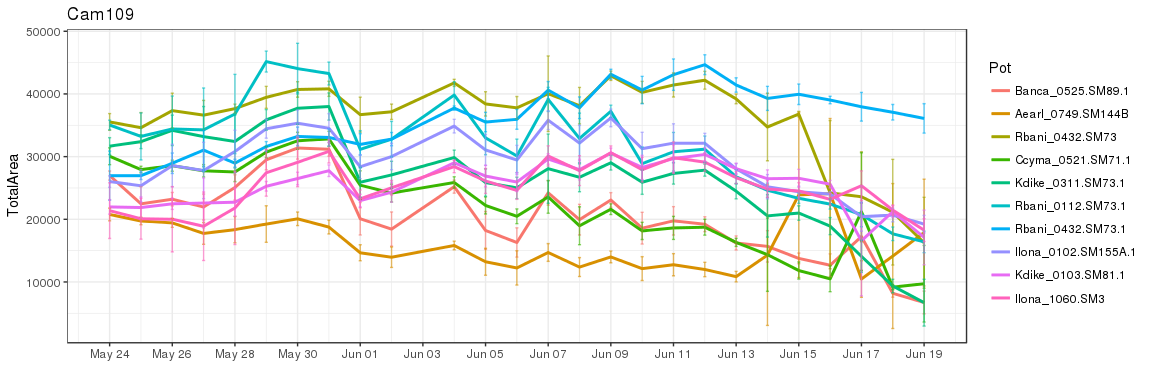 Cam109
TotalArea
50000
40000
30000
20000
10000
May 24
May 26
May 28
May 30
Jun 01
Jun 03
Jun 05
Jun 07
Jun 09
Jun 11
Jun 13
Jun 15
Jun 17
Jun 19
Pot
Banca_0525.SM89.1
Aearl_0749.SM144B
Rbani_0432.SM73
Ccyma_0521.SM71.1
Kdike_0311.SM73.1
Rbani_0112.SM73.1
Rbani_0432.SM73.1
Ilona_0102.SM155A.1
Kdike_0103.SM81.1
Ilona_1060.SM3